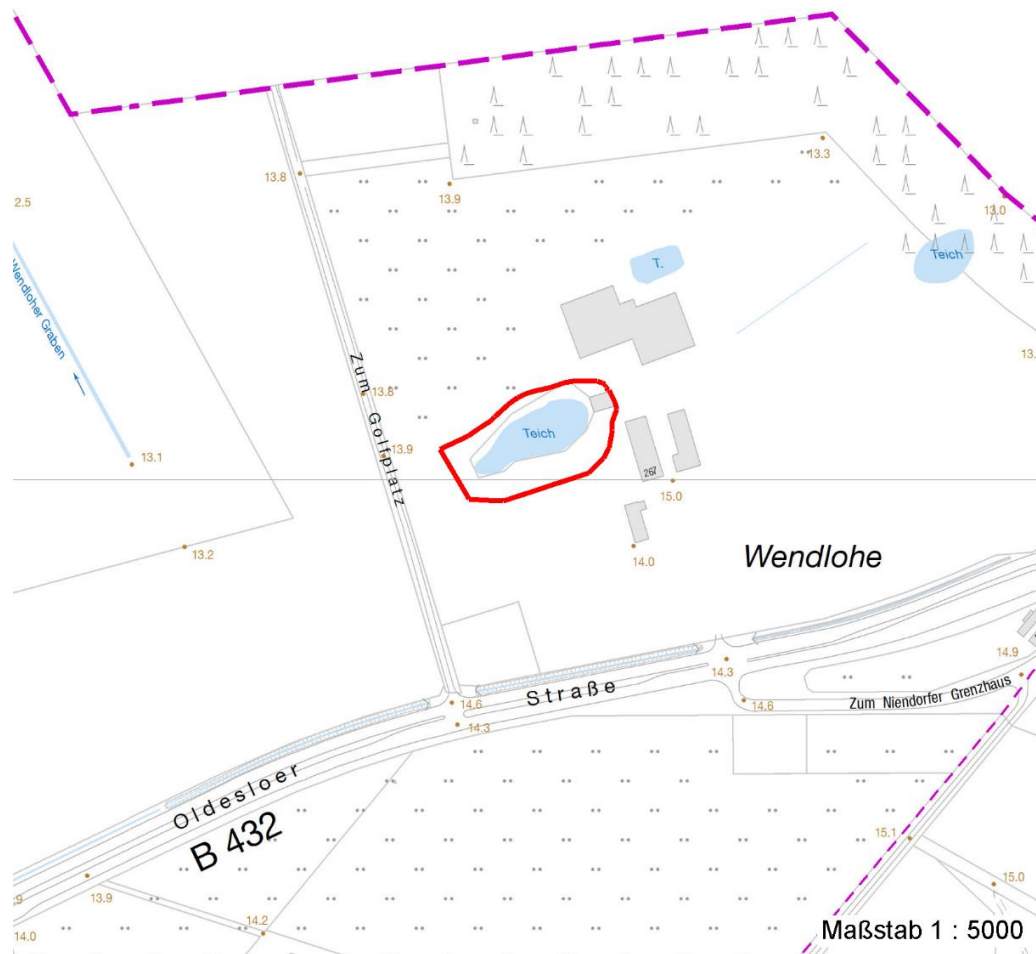 13.3
13.8
13.9
13.0
2.5
Teich
T.
Wendloher Graben
13.
Zum Golfplatz
13.8
Teich
13.9
13.1
267
15.0
13.2
14.0
Wendlohe
14.3
14.9
14.6
Straße
14.6
Zum Niendorfer Grenzhaus
14.3
Oldesloer
B 432
15.1
13.9
15.0
.9
14.2
14.0
Maßstab 1 : 5000